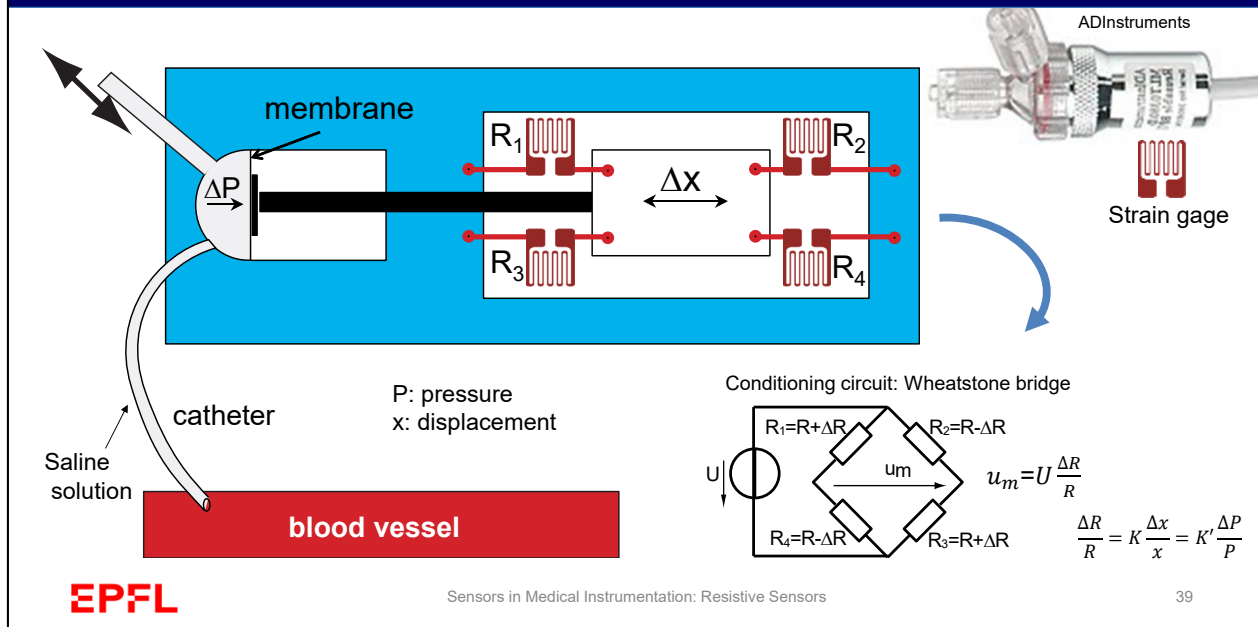 ADInstruments
membrane
R1
R2
ΔP
Δx
R3
R4
Strain gage
P: pressure
x: displacement
catheter
Saline
solution
blood vessel
Conditioning circuit: Wheatstone bridge
R1=R+ΔR
R2=R-ΔR
U
um
R4=R-ΔR
R3=R+ΔR
u_m=U ΔR/R
ΔR/R = K Δx/x = K' ΔP/P
EPFL
Sensors in Medical Instrumentation: Resistive Sensors
39